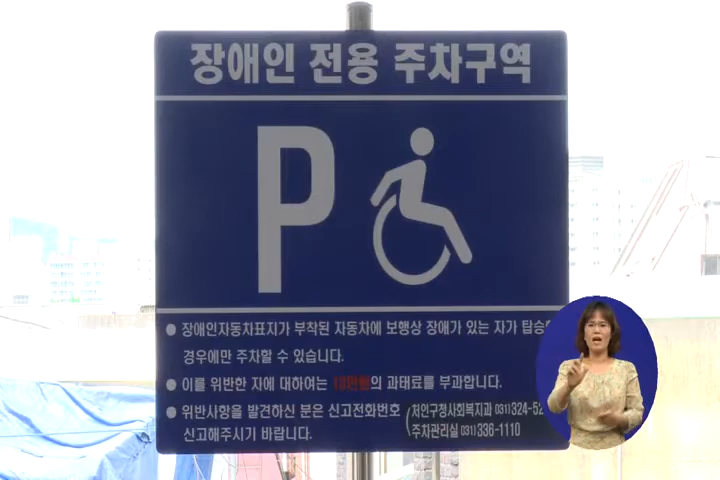 장애인 전용 주차구역
P
● 장애인자동차표지가 부착된 자동차에 보행상 장애가 있는 자가 탑승
경우에만 주차할 수 있습니다.
● 이를 위반한 자에 대하여는 10만원의 과태료를 부과합니다.
● 위반사항을 발견하신 분은 신고전화번호
신고해주시기 바랍니다.
처인구청사회복지과 (031)324-52
주차관리실 (031)336-1110